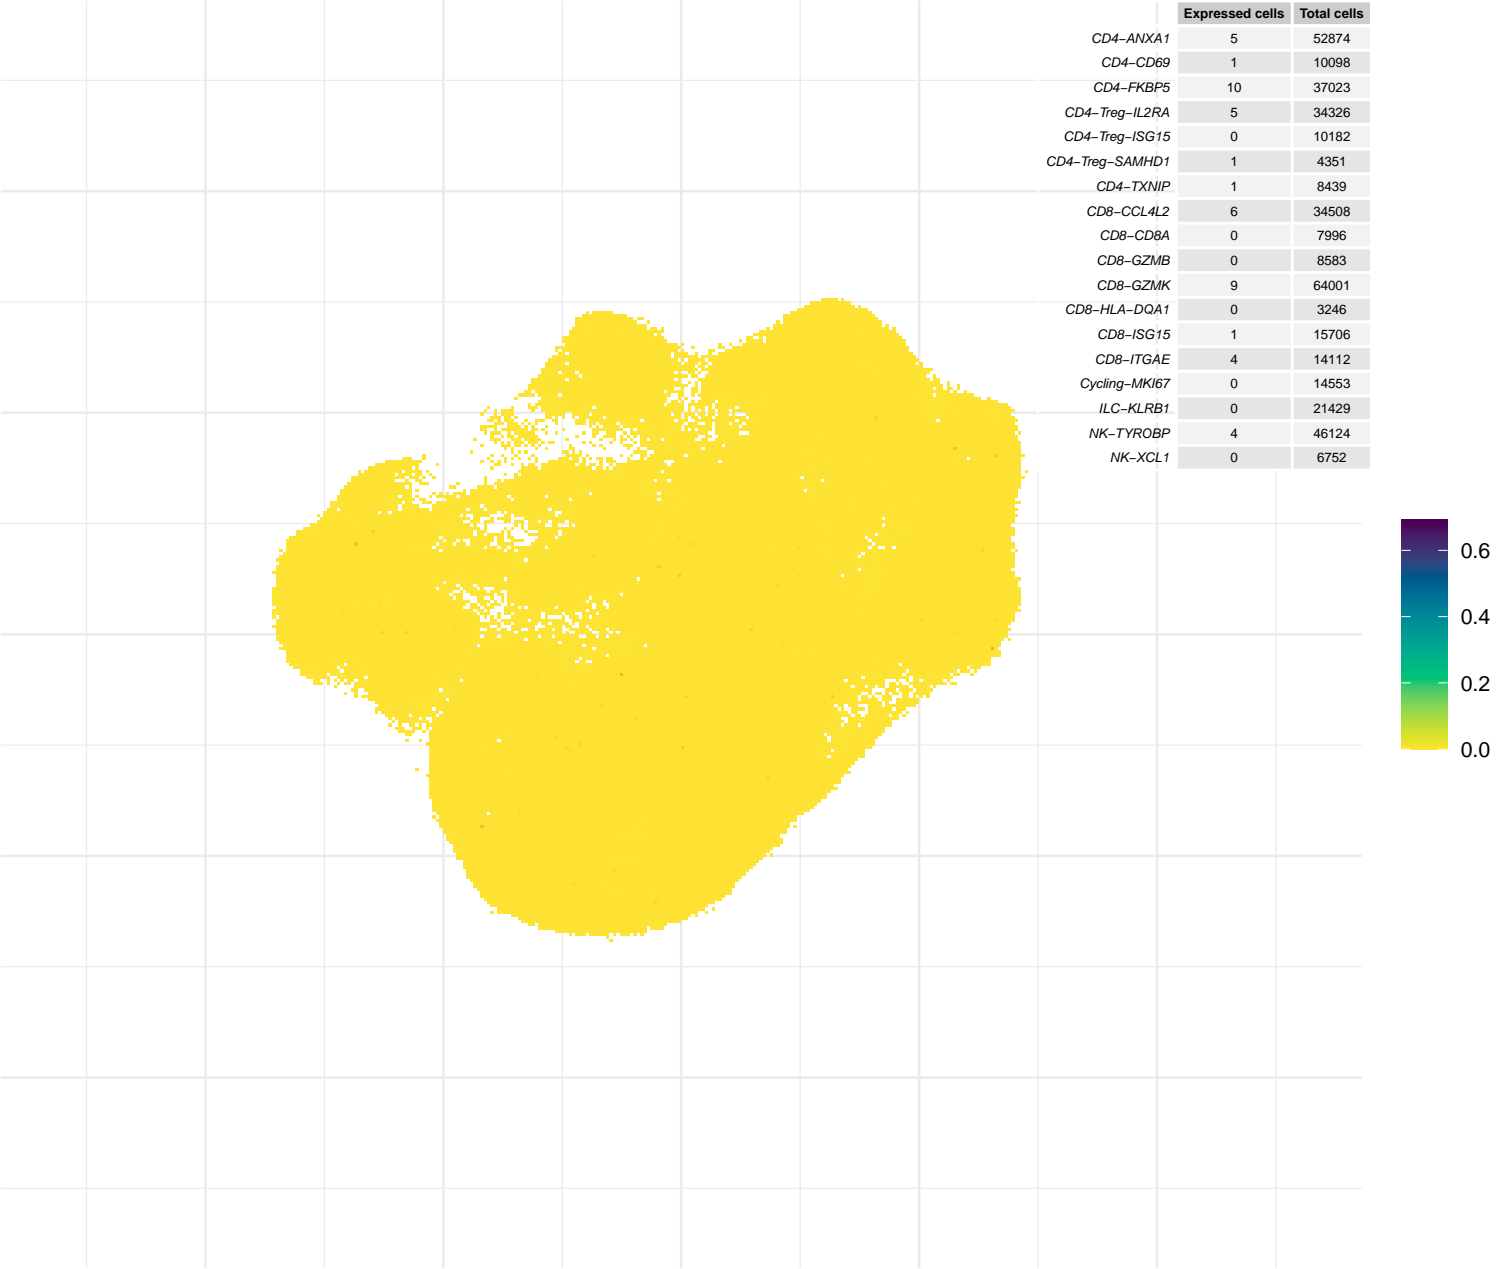 Expressed cells Total cells
CD4−ANXA1 5 52874
CD4−CD69 1 10098
CD4−FKBP5 10 37023
CD4−Treg−IL2RA 5 34326
CD4−Treg−ISG15 0 10182
CD4−Treg−SAMHD1 1 4351
CD4−TXNIP 1 8439
CD8−CCL4L2 6 34508
CD8−CD8A 0 7996
CD8−GZMB 0 8583
CD8−GZMK 9 64001
CD8−HLA−DQA1 0 3246
CD8−ISG15 1 15706
CD8−ITGAE 4 14112
Cycling−MKI67 0 14553
ILC−KLRB1 0 21429
NK−TYROBP 4 46124
NK−XCL1 0 6752
0.6
0.4
0.2
0.0